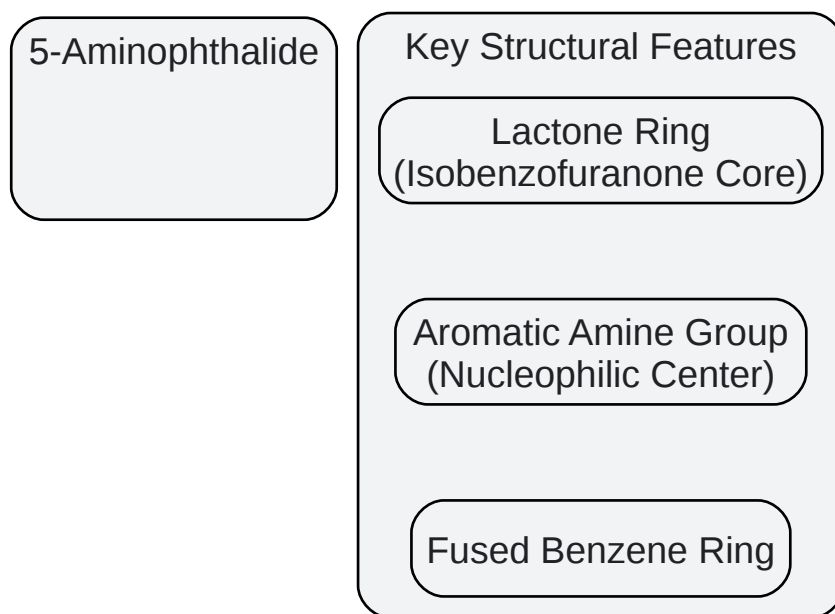 5-Aminophthalide
Key Structural Features
Lactone Ring
(Isobenzofuranone Core)
Aromatic Amine Group
(Nucleophilic Center)
Fused Benzene Ring